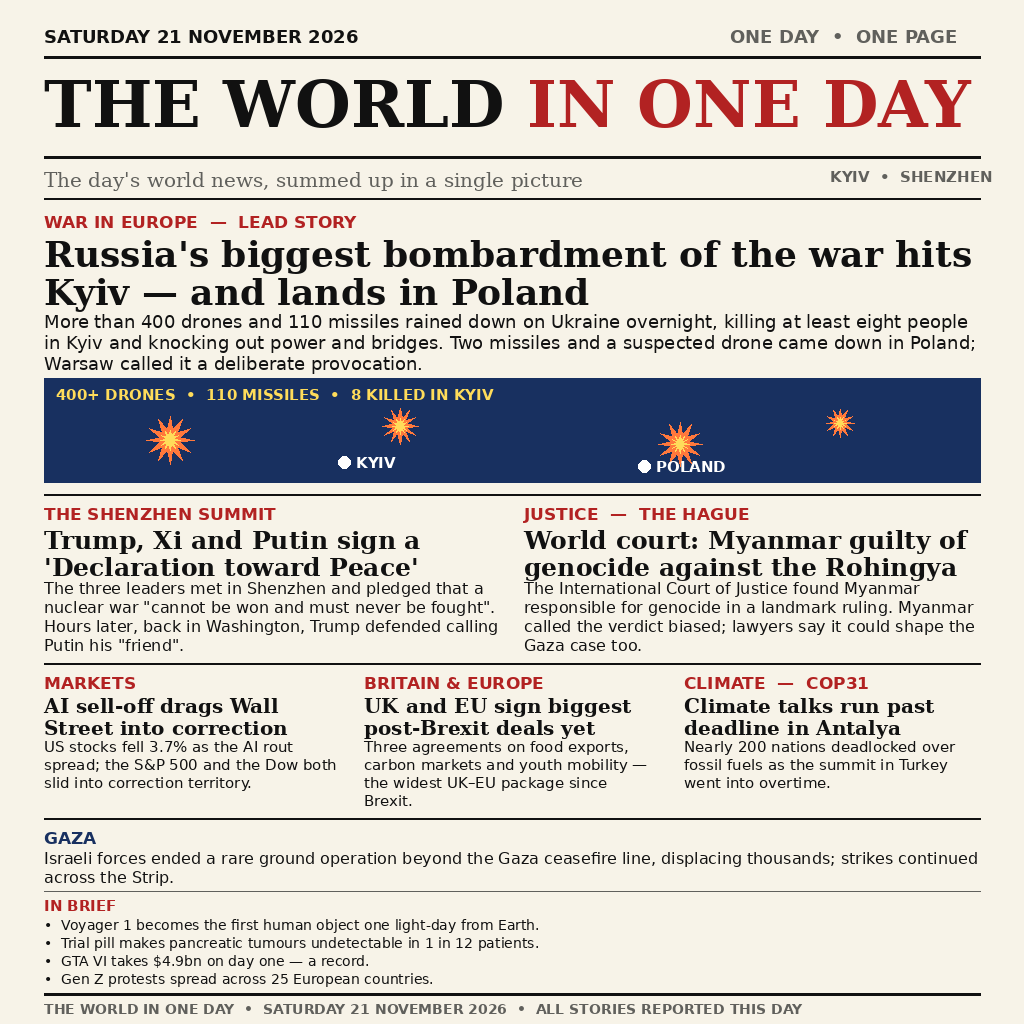 SATURDAY 21 NOVEMBER 2026
ONE DAY • ONE PAGE
THE WORLD IN ONE DAY
The day's world news, summed up in a single picture
KYIV • SHENZHEN
WAR IN EUROPE — LEAD STORY
Russia's biggest bombardment of the war hits
Kyiv — and lands in Poland
More than 400 drones and 110 missiles rained down on Ukraine overnight, killing at least eight people
in Kyiv and knocking out power and bridges. Two missiles and a suspected drone came down in Poland;
Warsaw called it a deliberate provocation.
400+ DRONES • 110 MISSILES • 8 KILLED IN KYIV
KYIV
POLAND
THE SHENZHEN SUMMIT
Trump, Xi and Putin sign a
'Declaration toward Peace'
The three leaders met in Shenzhen and pledged that a
nuclear war "cannot be won and must never be fought".
Hours later, back in Washington, Trump defended calling
Putin his "friend".
JUSTICE — THE HAGUE
World court: Myanmar guilty of
genocide against the Rohingya
The International Court of Justice found Myanmar
responsible for genocide in a landmark ruling. Myanmar
called the verdict biased; lawyers say it could shape the
Gaza case too.
MARKETS
AI sell-off drags Wall
Street into correction
US stocks fell 3.7% as the AI rout
spread; the S&P 500 and the Dow both
slid into correction territory.
BRITAIN & EUROPE
UK and EU sign biggest
post-Brexit deals yet
Three agreements on food exports,
carbon markets and youth mobility —
the widest UK–EU package since
Brexit.
CLIMATE — COP31
Climate talks run past
deadline in Antalya
Nearly 200 nations deadlocked over
fossil fuels as the summit in Turkey
went into overtime.
GAZA
Israeli forces ended a rare ground operation beyond the Gaza ceasefire line, displacing thousands; strikes continued
across the Strip.
IN BRIEF
• Voyager 1 becomes the first human object one light-day from Earth.
• Trial pill makes pancreatic tumours undetectable in 1 in 12 patients.
• GTA VI takes $4.9bn on day one — a record.
• Gen Z protests spread across 25 European countries.
THE WORLD IN ONE DAY • SATURDAY 21 NOVEMBER 2026 • ALL STORIES REPORTED THIS DAY